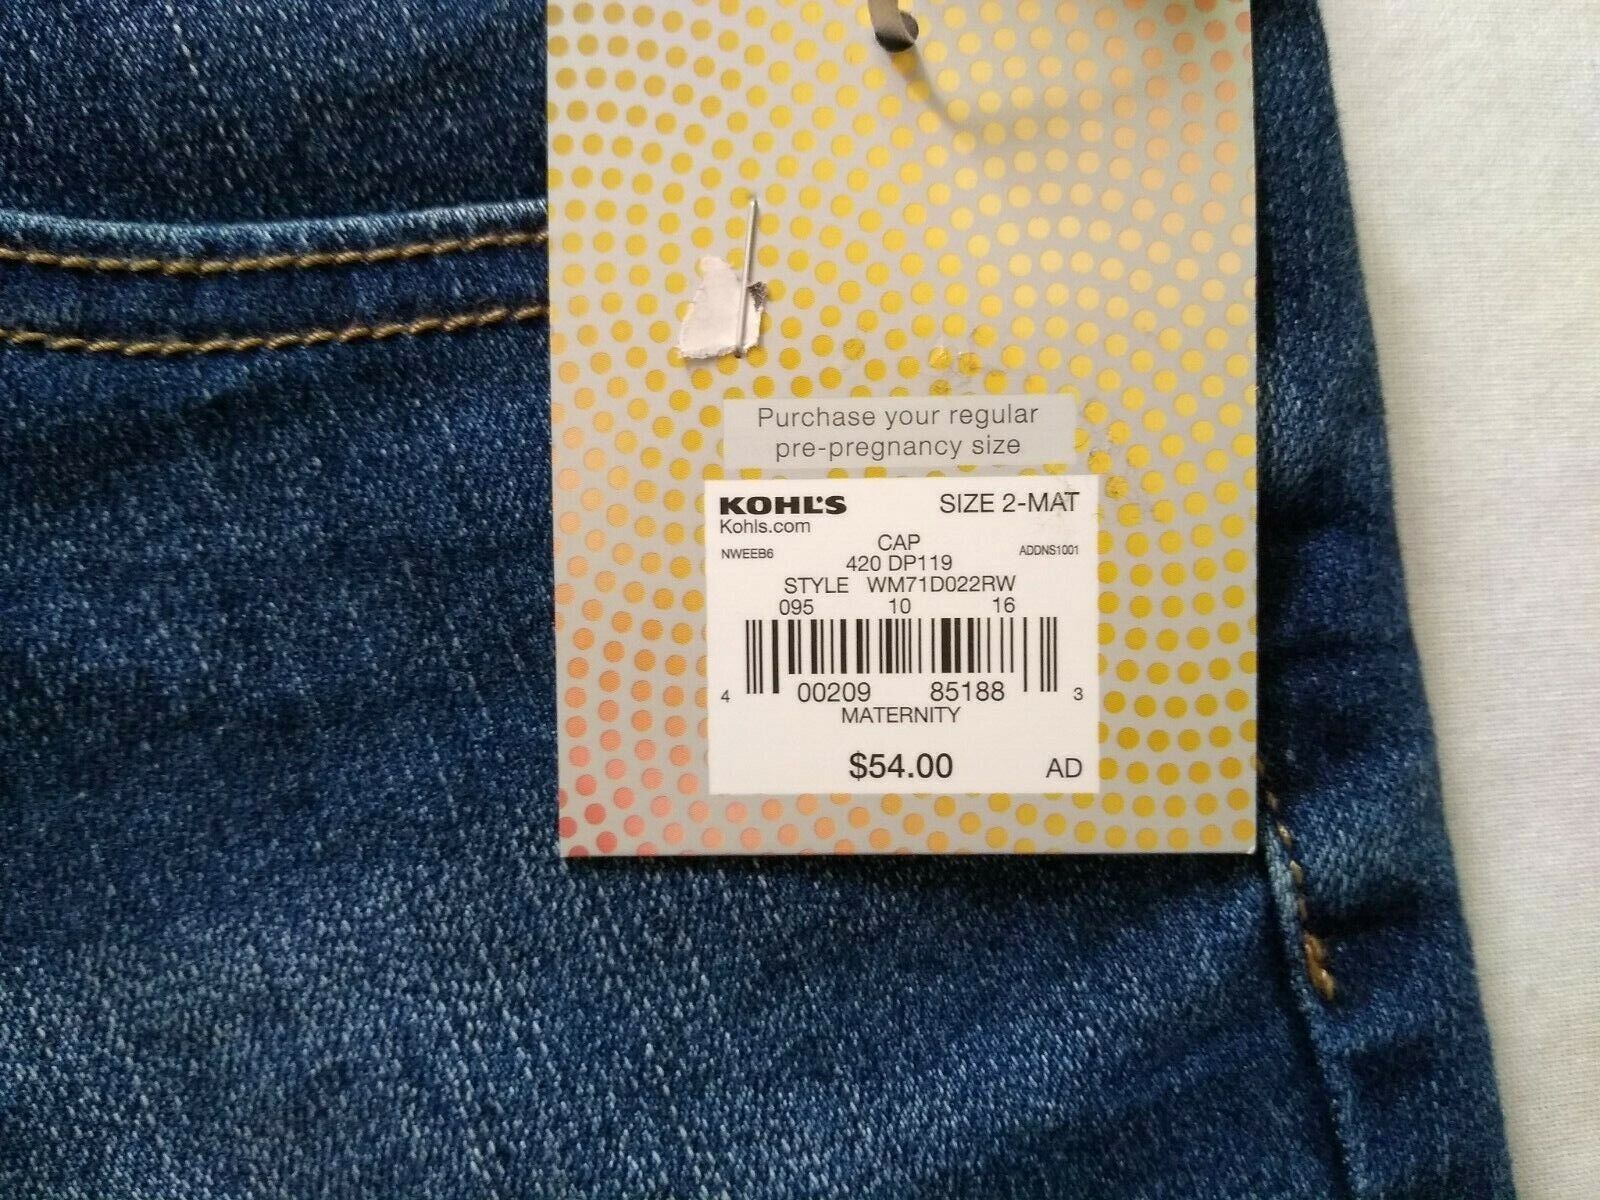 Purchase your regular
pre-pregnancy size
KOHL'S SIZE 2-MAT
Kohls.com
CAP
NWEEB6 ADDNS1001
420 DP119
STYLE WM71D022RW
095 10 16
4 00209 85188 3
MATERNITY
$54.00 AD